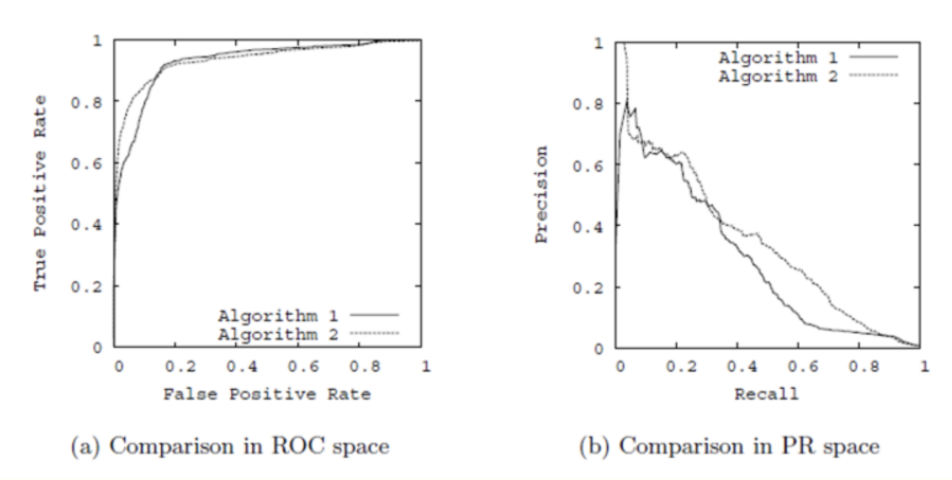 1
0.8
0.6
0.4
0.2
0
True Positive Rate
Algorithm 1
Algorithm 2
0 0.2 0.4 0.6 0.8 1
False Positive Rate
(a) Comparison in ROC space
1
0.8
0.6
0.4
0.2
0
Precision
Algorithm 1
Algorithm 2
0 0.2 0.4 0.6 0.8 1
Recall
(b) Comparison in PR space